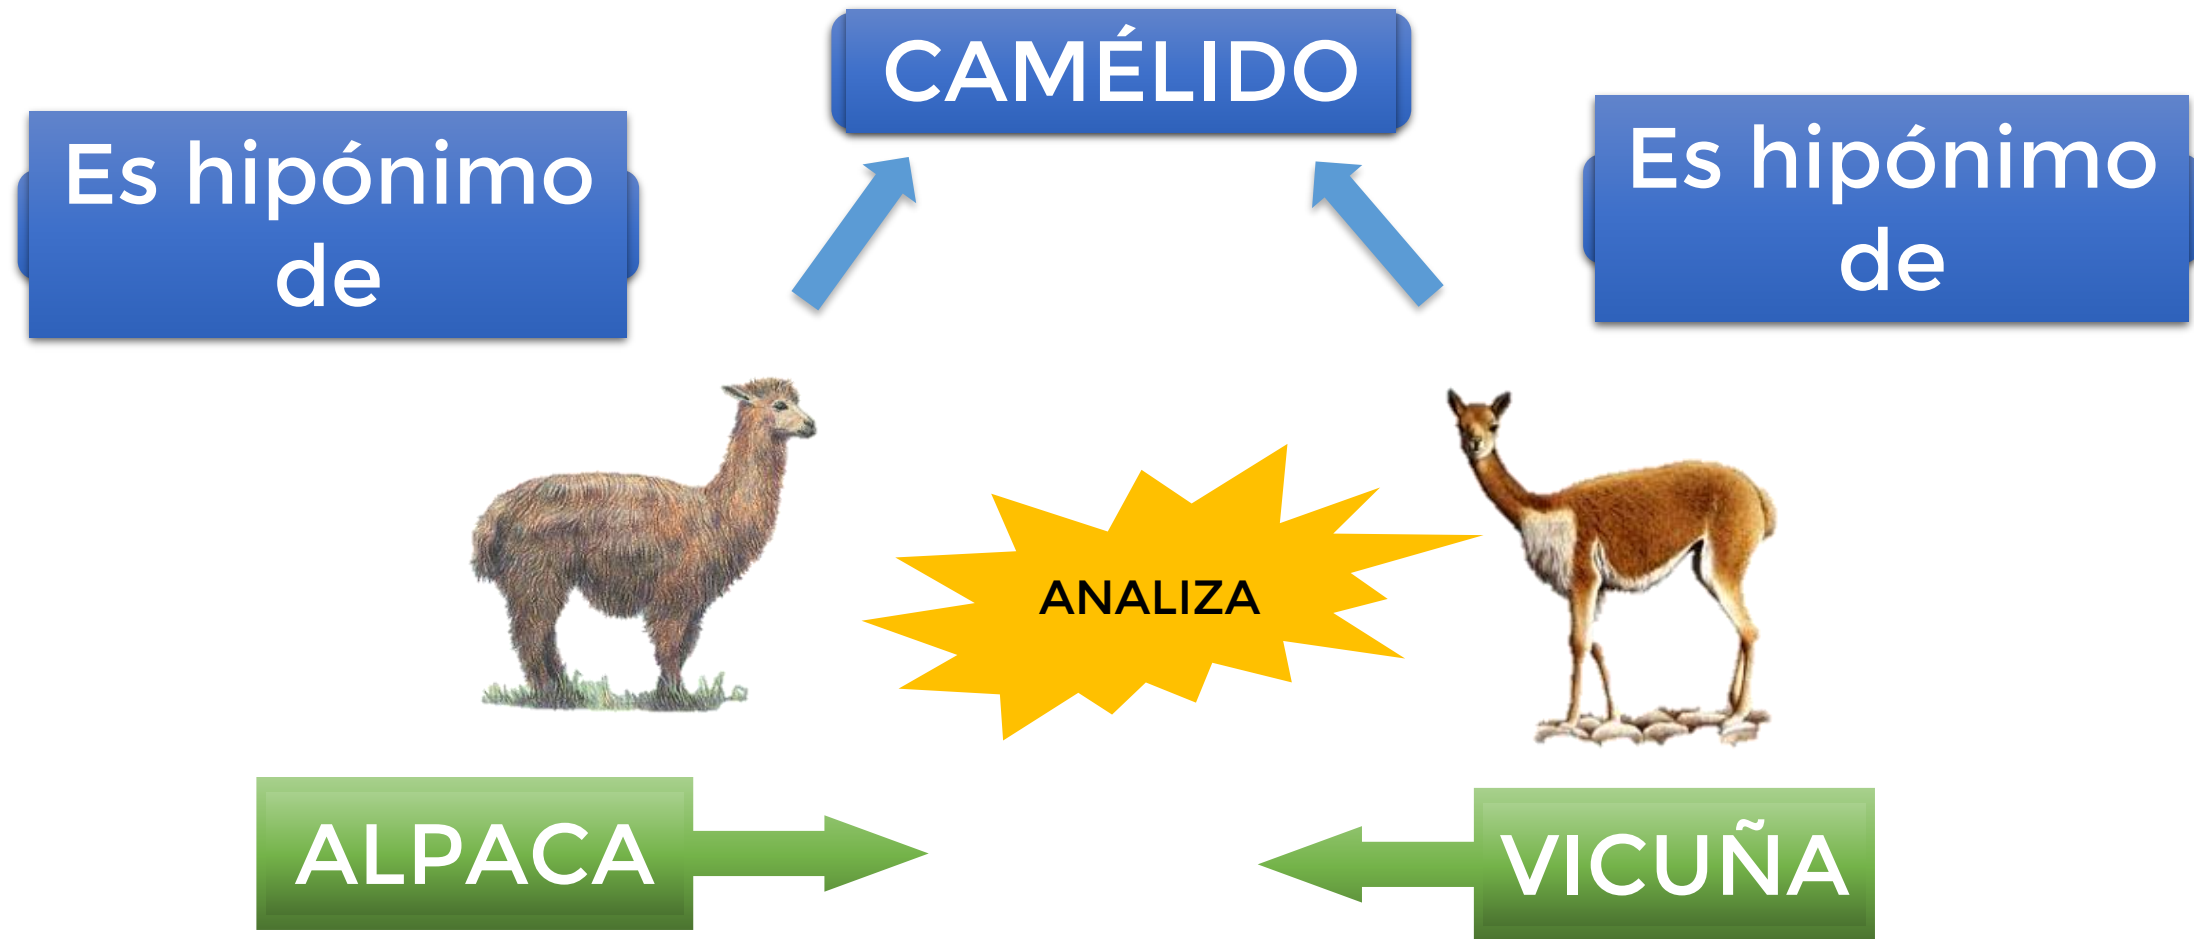 CAMÉLIDO
Es hipónimo
de
Es hipónimo
de
ANALIZA
ALPACA
VICUÑA